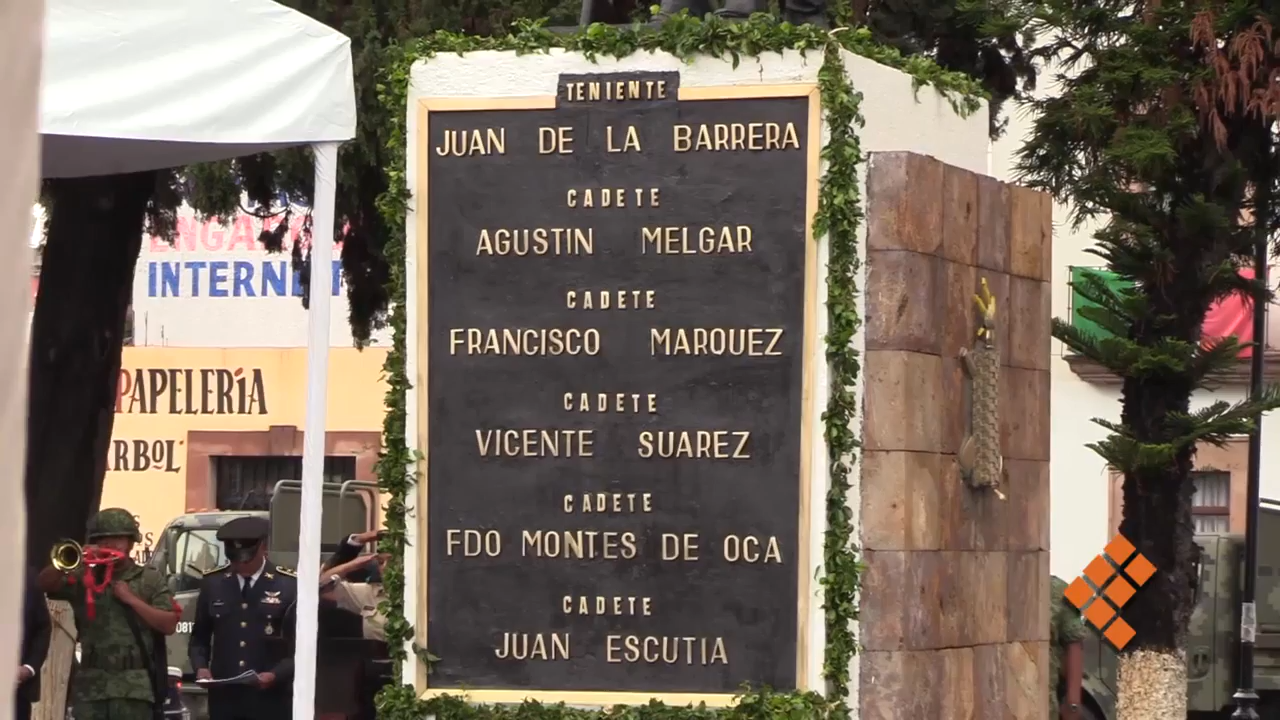 TENIENTE
JUAN DE LA BARRERA
CADETE
AGUSTIN MELGAR
CADETE
FRANCISCO MARQUEZ
CADETE
VICENTE SUAREZ
CADETE
FDO MONTES DE OCA
CADETE
JUAN ESCUTIA
INTERNET
PAPELERÍA